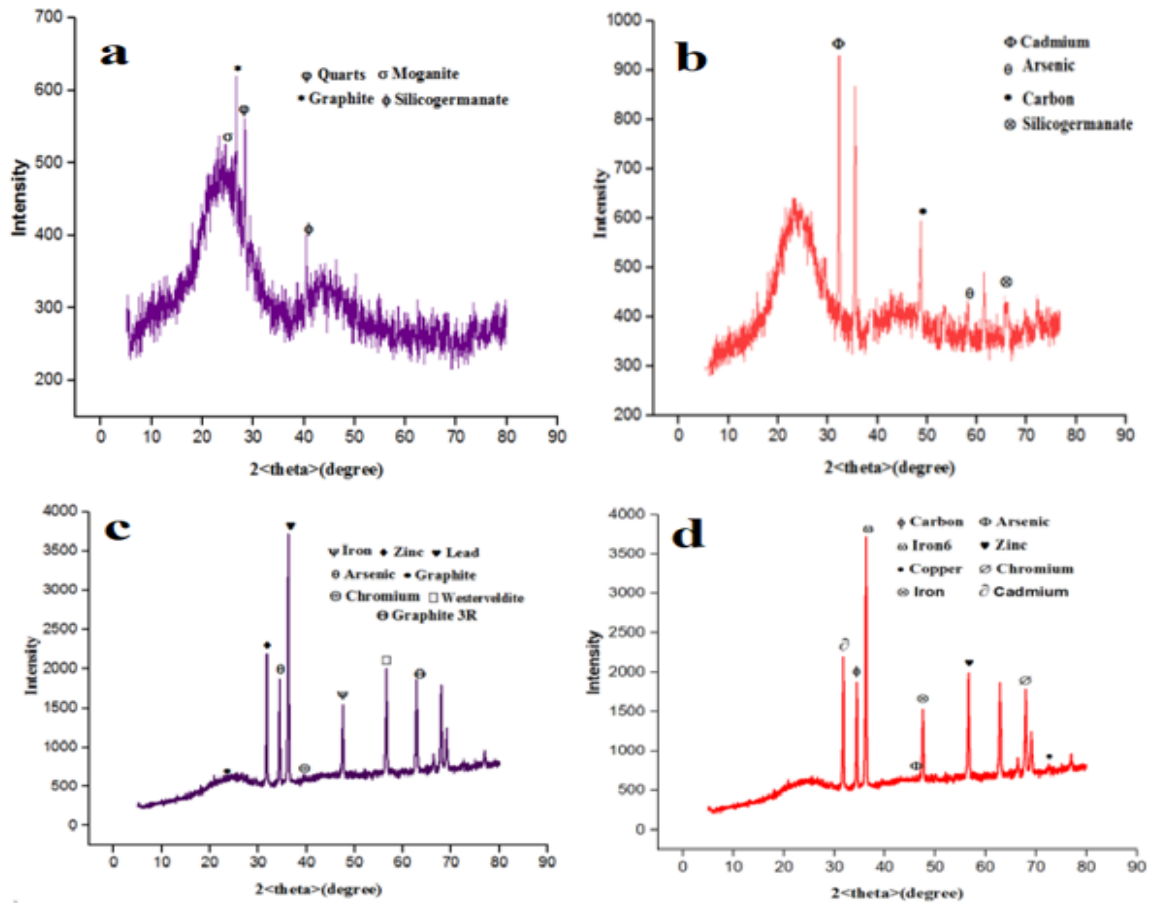 a
φ Quarts σ Moganite
• Graphite ϕ Silicogermanate
700
600
500
400
300
200
Intensity
0 10 20 30 40 50 60 70 80 90
2<theta>(degree)
σ • φ ϕ
b
Φ Cadmium
θ Arsenic
• Carbon
⊗ Silicogermanate
1000
900
800
700
600
500
400
300
200
Intensity
0 10 20 30 40 50 60 70 80 90
2<theta>(degree)
Φ • θ ⊗
c
ψ Iron ◆ Zinc ♥ Lead
θ Arsenic • Graphite
⊖ Chromium □ Westerveldite
⊖ Graphite 3R
4000
3500
3000
2500
2000
1500
1000
500
0
Intensity
0 10 20 30 40 50 60 70 80 90
2<theta>(degree)
• ◆ θ ♥ ⊖ ψ □ ⊖
d
ϕ Carbon Φ Arsenic
ω Iron6 ♥ Zinc
• Copper ∅ Chromium
⊗ Iron ∂ Cadmium
4000
3500
3000
2500
2000
1500
1000
500
0
Intensity
0 10 20 30 40 50 60 70 80 90
2<theta>(degree)
∂ ϕ ω Φ ⊗ ♥ ∅ •